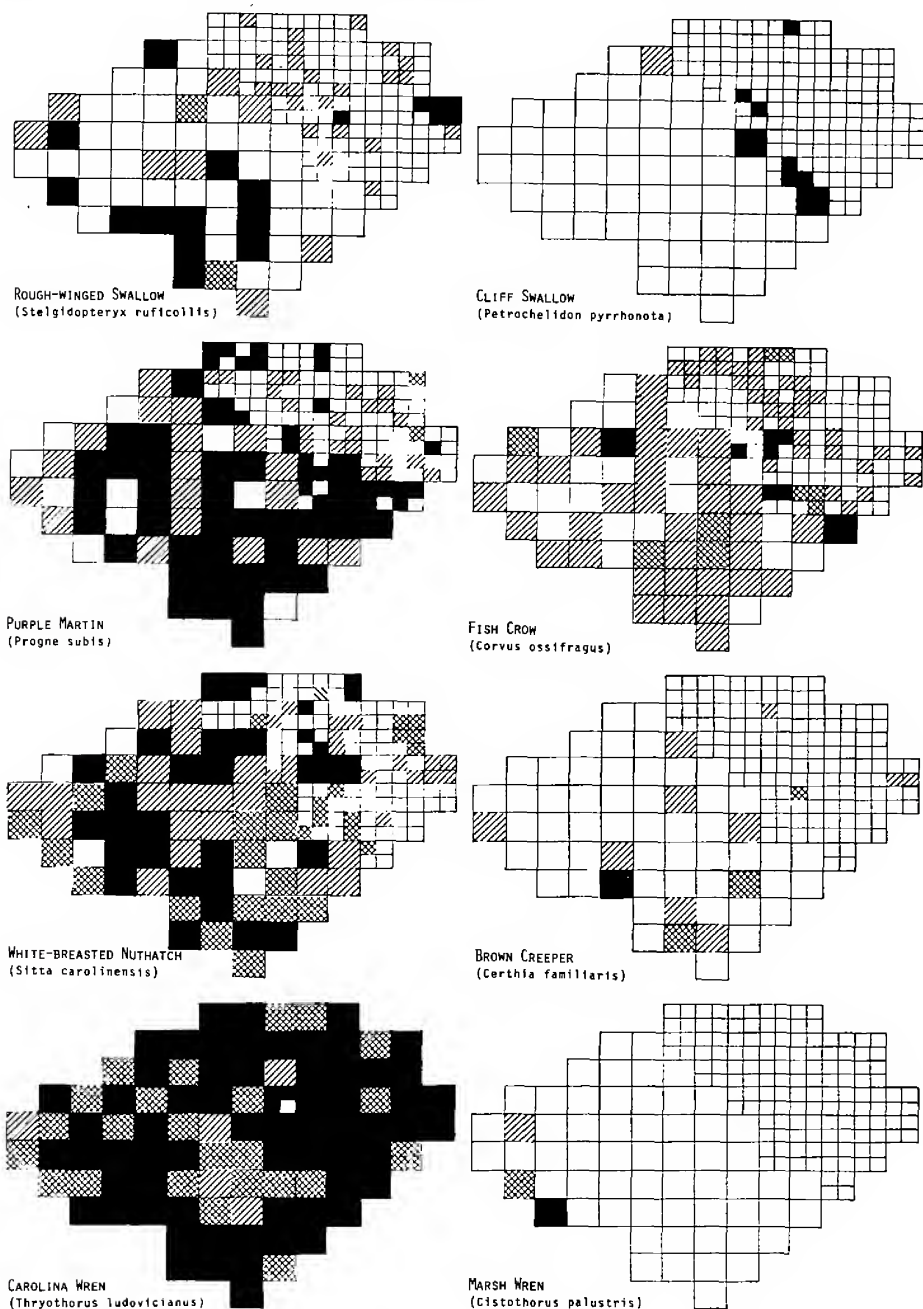 ROUGH-WINGED SWALLOW
(Stelgidopteryx ruficollis)
CLIFF SWALLOW
(Petrochelidon pyrrhonota)
PURPLE MARTIN
(Progne subis)
FISH CROW
(Corvus ossifragus)
WHITE-BREASTED NUTHATCH
(Sitta carolinensis)
BROWN CREEPER
(Certhia familiaris)
CAROLINA WREN
(Thryothorus ludovicianus)
MARSH WREN
(Cistothorus palustris)